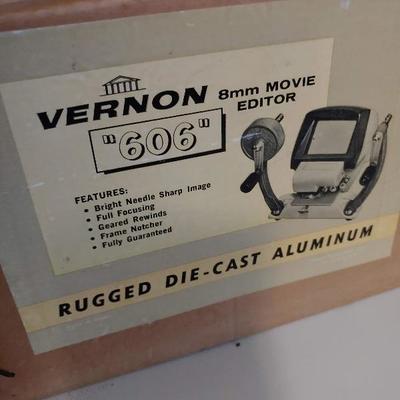 VERNON 8mm MOVIE
EDITOR
"606"
FEATURES:
• Bright Needle Sharp Image
• Full Focusing
• Geared Rewinds
• Frame Notcher
• Fully Guaranteed
RUGGED DIE-CAST ALUMINUM